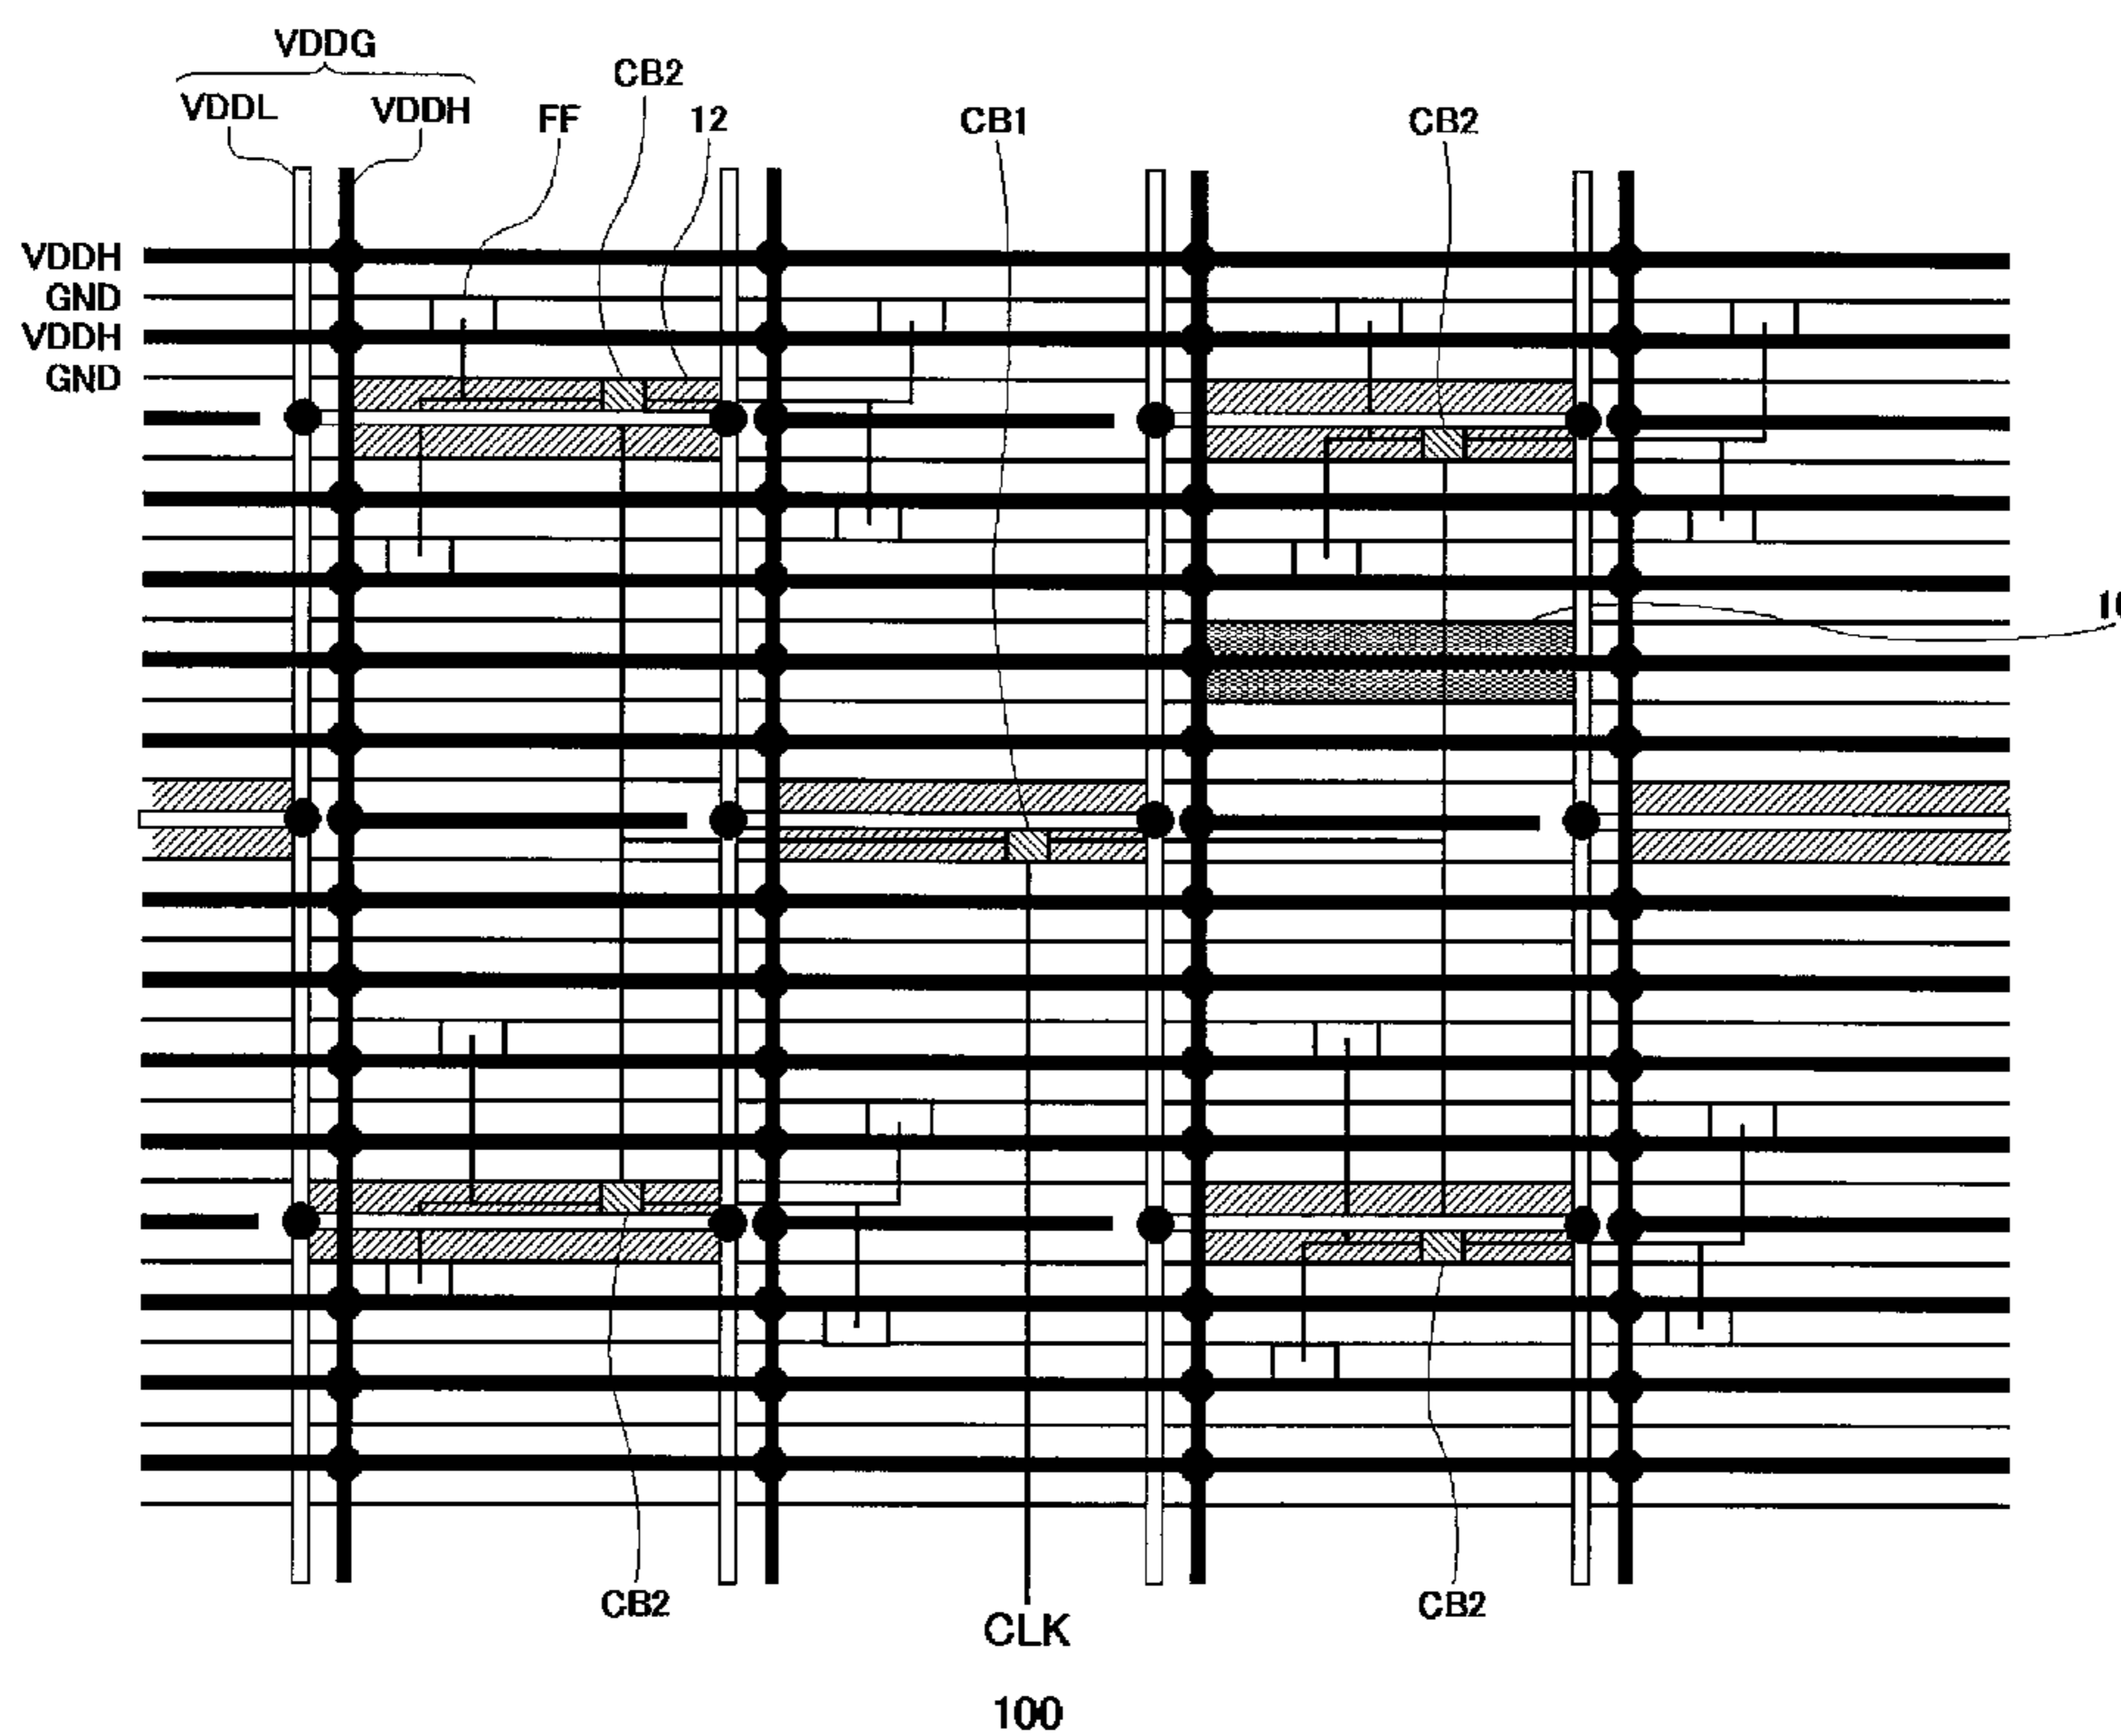 VDDG
VDDL
VDDH
FF
CB2
12
CB1
CB2
VDDH
GND
VDDH
GND
CB2
CLK
CB2
100